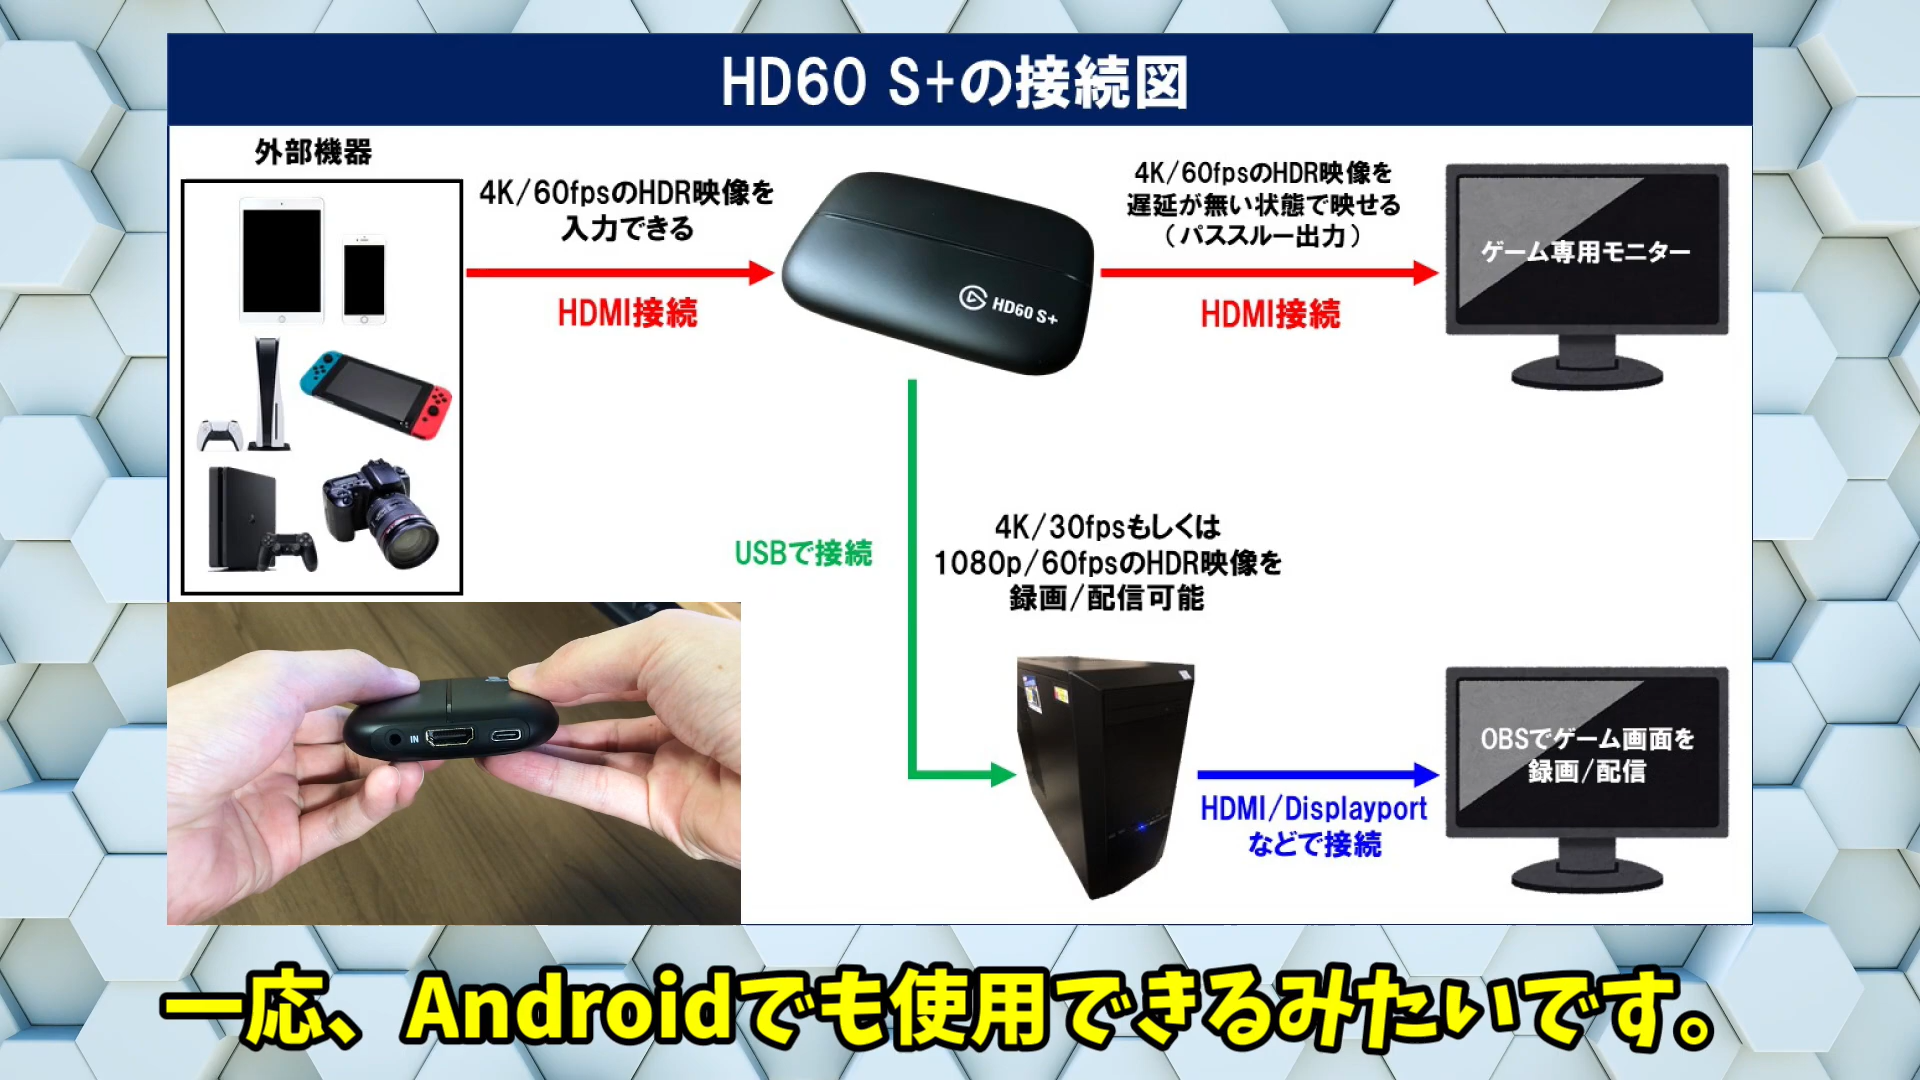 HD60 S+の接続図
外部機器
4K/60fpsのHDR映像を
入力できる
HDMI接続
HD60 S+
4K/60fpsのHDR映像を
遅延が無い状態で映せる
（パススルー出力）
HDMI接続
ゲーム専用モニター
USBで接続
4K/30fpsもしくは
1080p/60fpsのHDR映像を
録画/配信可能
IN
HDMI/Displayport
などで接続
OBSでゲーム画面を
録画/配信
一応、Androidでも使用できるみたいです。